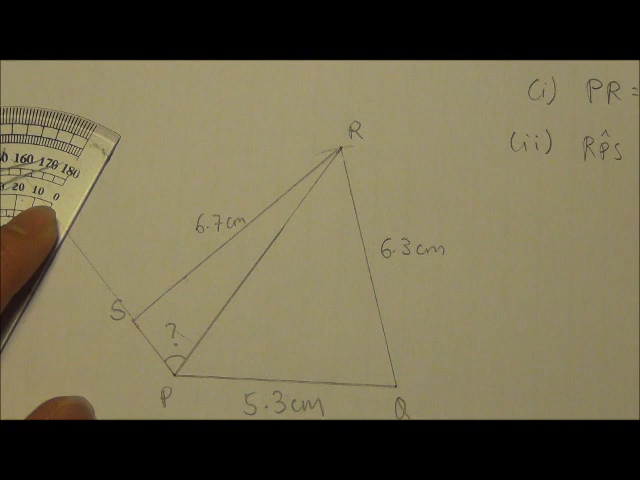 (i) PR =
(ii) RP̂S
R
6.7cm
6.3cm
S
?
P
5.3cm
Q
160 170 180
20 10 0